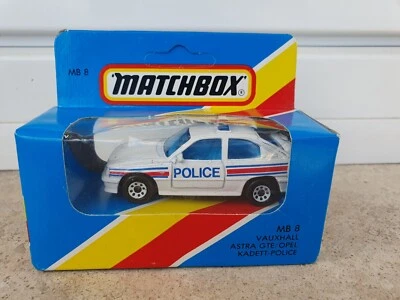 MB 8
MATCHBOX®
POLICE
MB 8
VAUXHALL
ASTRA GTE-OPEL
KADETT-POLICE